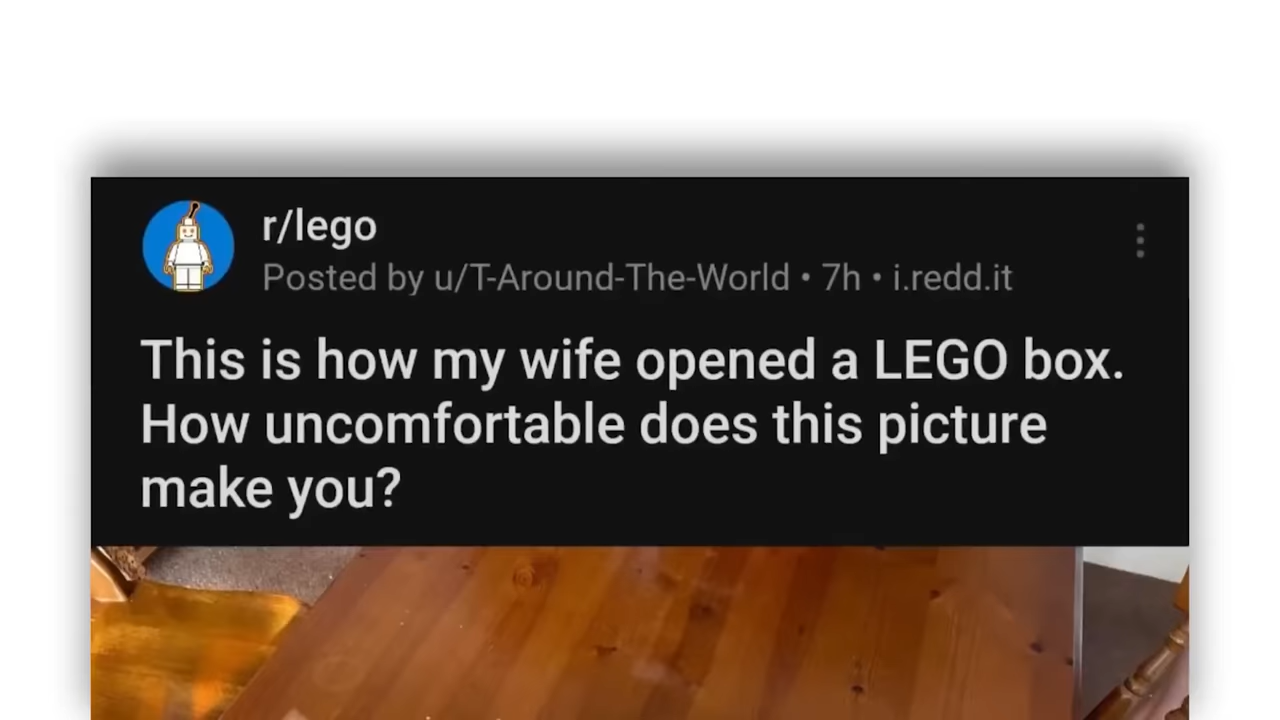 r/lego
Posted by u/T-Around-The-World • 7h • i.redd.it
This is how my wife opened a LEGO box.
How uncomfortable does this picture
make you?